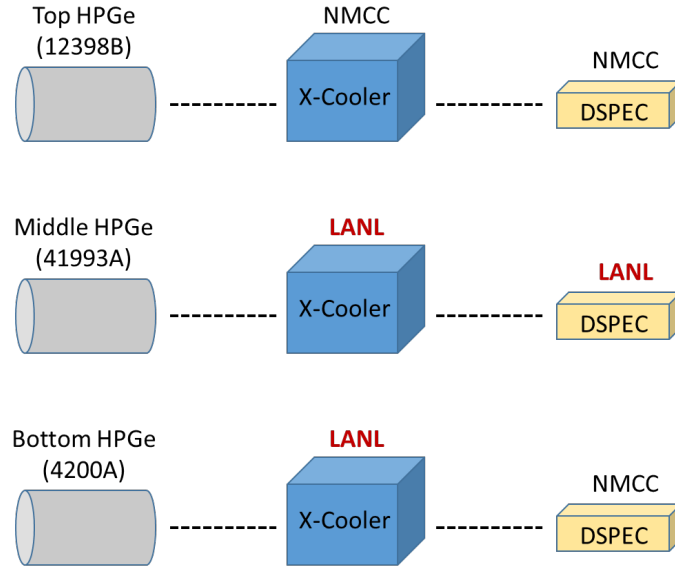 Top HPGe
(12398B)
NMCC
X-Cooler
NMCC
DSPEC
Middle HPGe
(41993A)
LANL
X-Cooler
LANL
DSPEC
Bottom HPGe
(4200A)
LANL
X-Cooler
NMCC
DSPEC